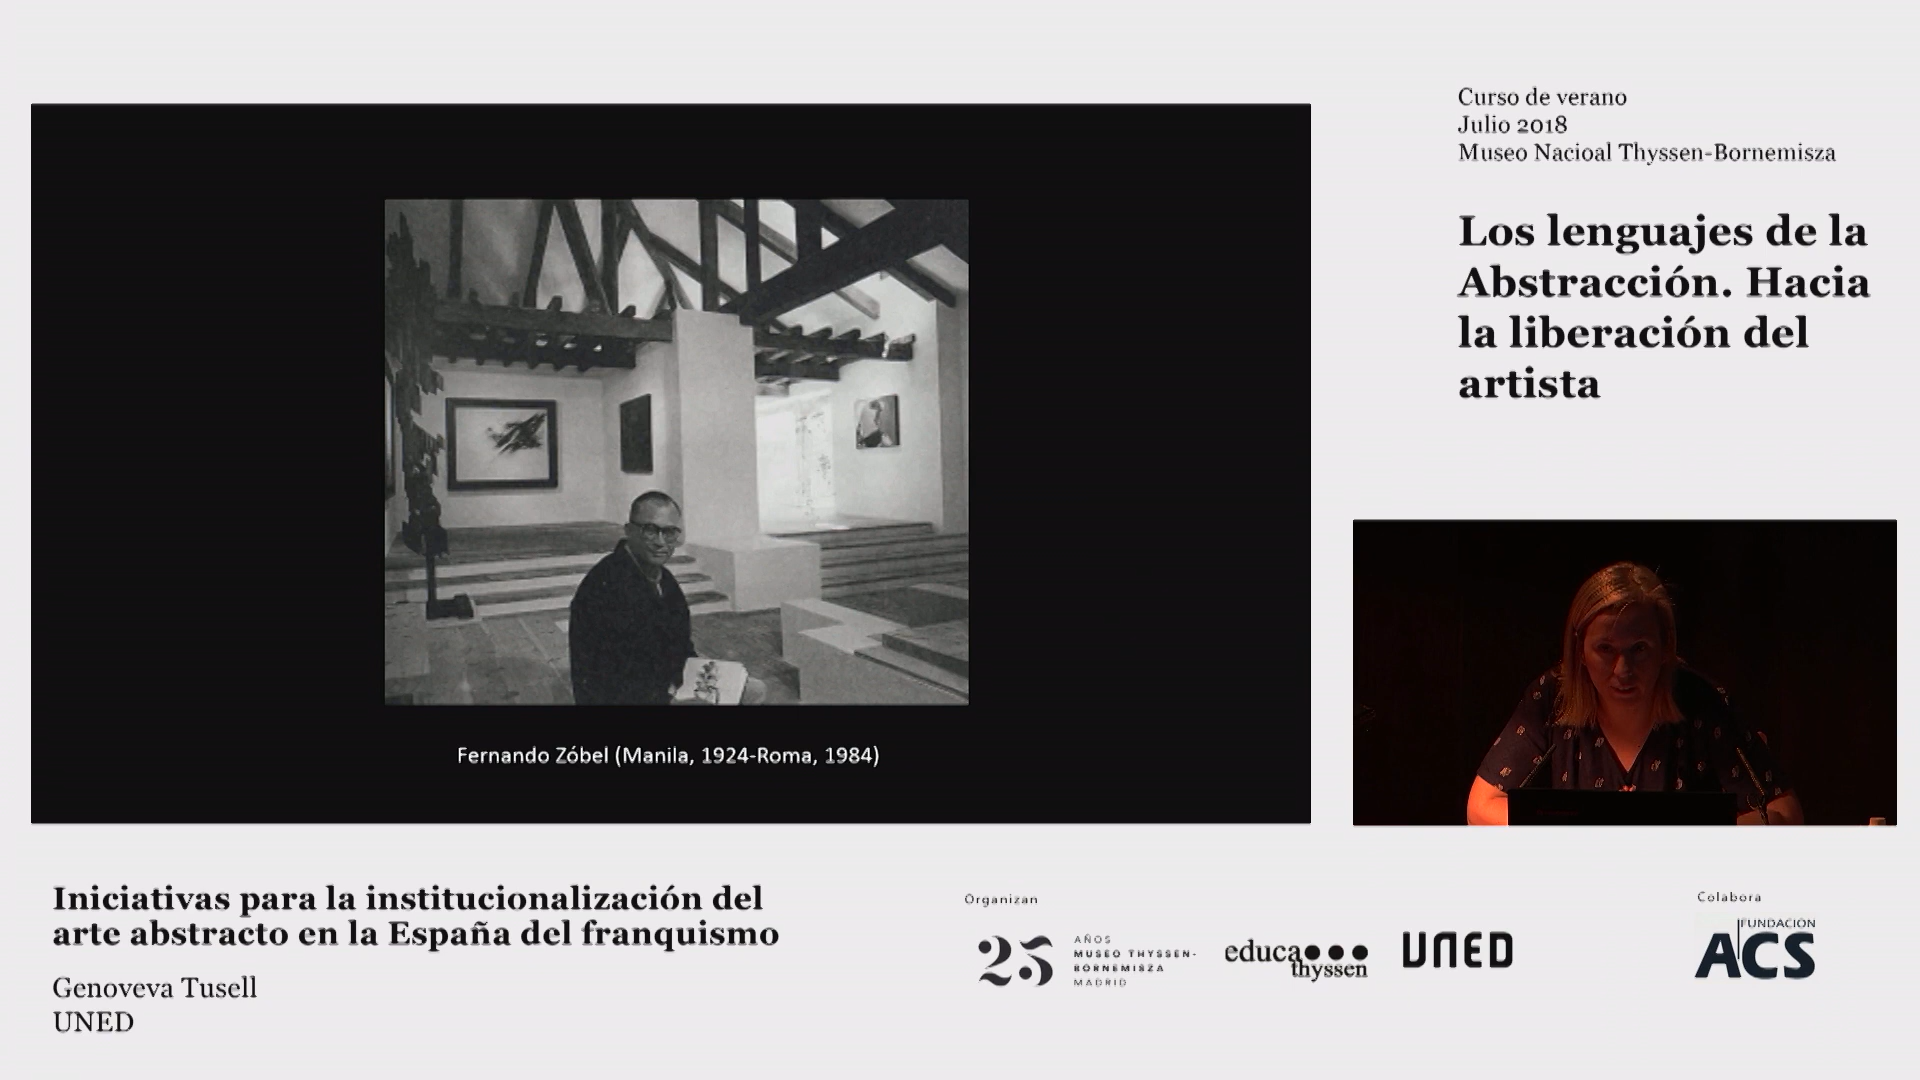 Curso de verano
Julio 2018
Museo Nacioal Thyssen-Bornemisza
Los lenguajes de la
Abstracción. Hacia
la liberación del
artista
Fernando Zóbel (Manila, 1924-Roma, 1984)
Iniciativas para la institucionalización del
arte abstracto en la España del franquismo
Genoveva Tusell
UNED
Organizan
25
AÑOS
MUSEO THYSSEN-
BORNEMISZA
MADRID
educa
thyssen
UNED
Colabora
FUNDACIÓN
ACS